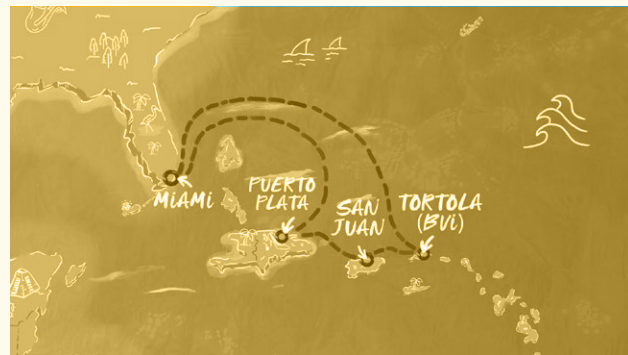 MiAMi
PUERTO
PLATA
SAN
JUAN
TORTOLA
(BVi)